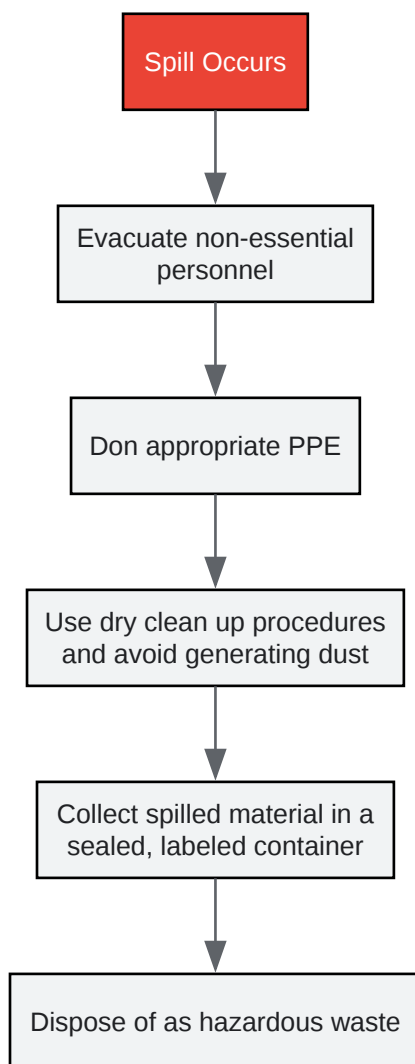 Spill Occurs
Evacuate non-essential
personnel
Don appropriate PPE
Use dry clean up procedures
and avoid generating dust
Collect spilled material in a
sealed, labeled container
Dispose of as hazardous waste